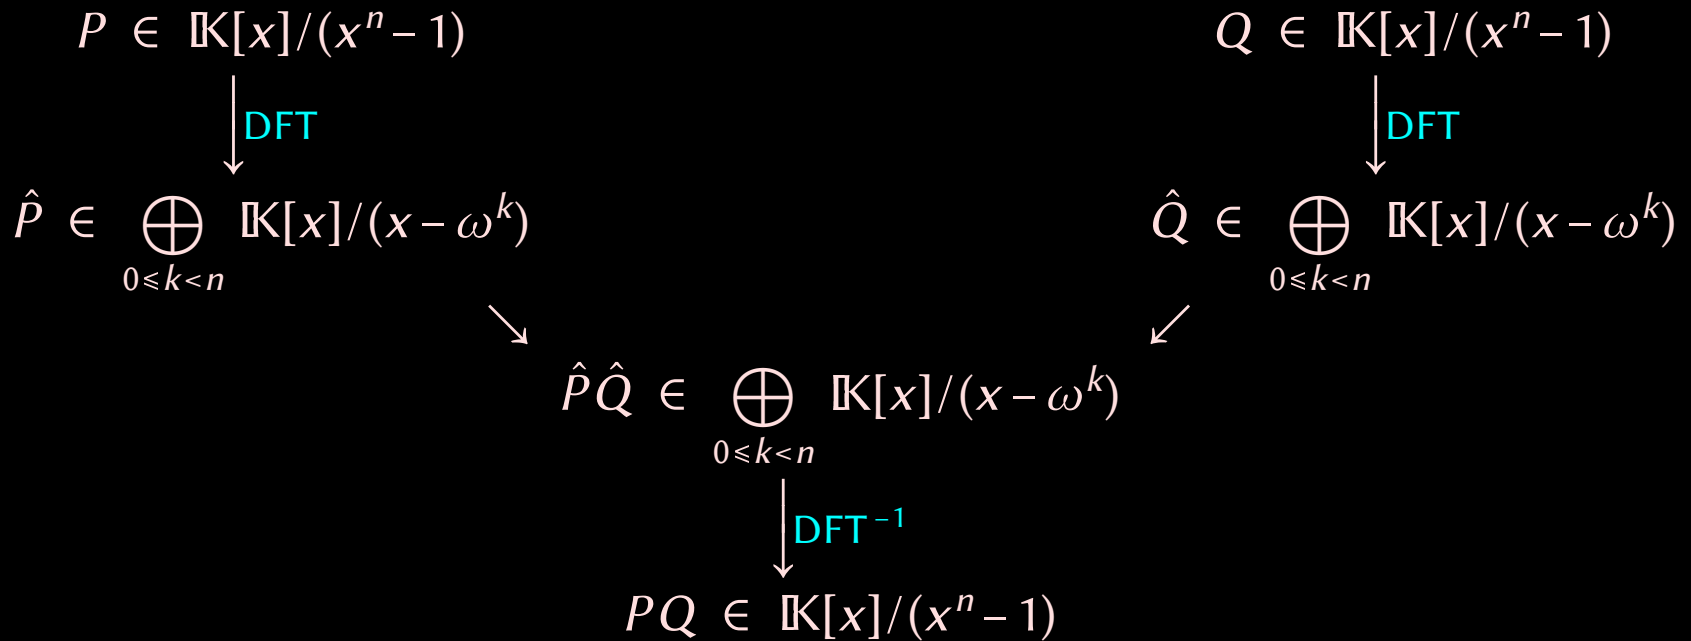 P ∈ 𝕂[x]/(xⁿ − 1) Q ∈ 𝕂[x]/(xⁿ − 1)
DFT DFT
P̂ ∈ ⨁ 𝕂[x]/(x − ωᵏ) Q̂ ∈ ⨁ 𝕂[x]/(x − ωᵏ)
0⩽k<n 0⩽k<n
P̂Q̂ ∈ ⨁ 𝕂[x]/(x − ωᵏ)
0⩽k<n
DFT⁻¹
PQ ∈ 𝕂[x]/(xⁿ − 1)